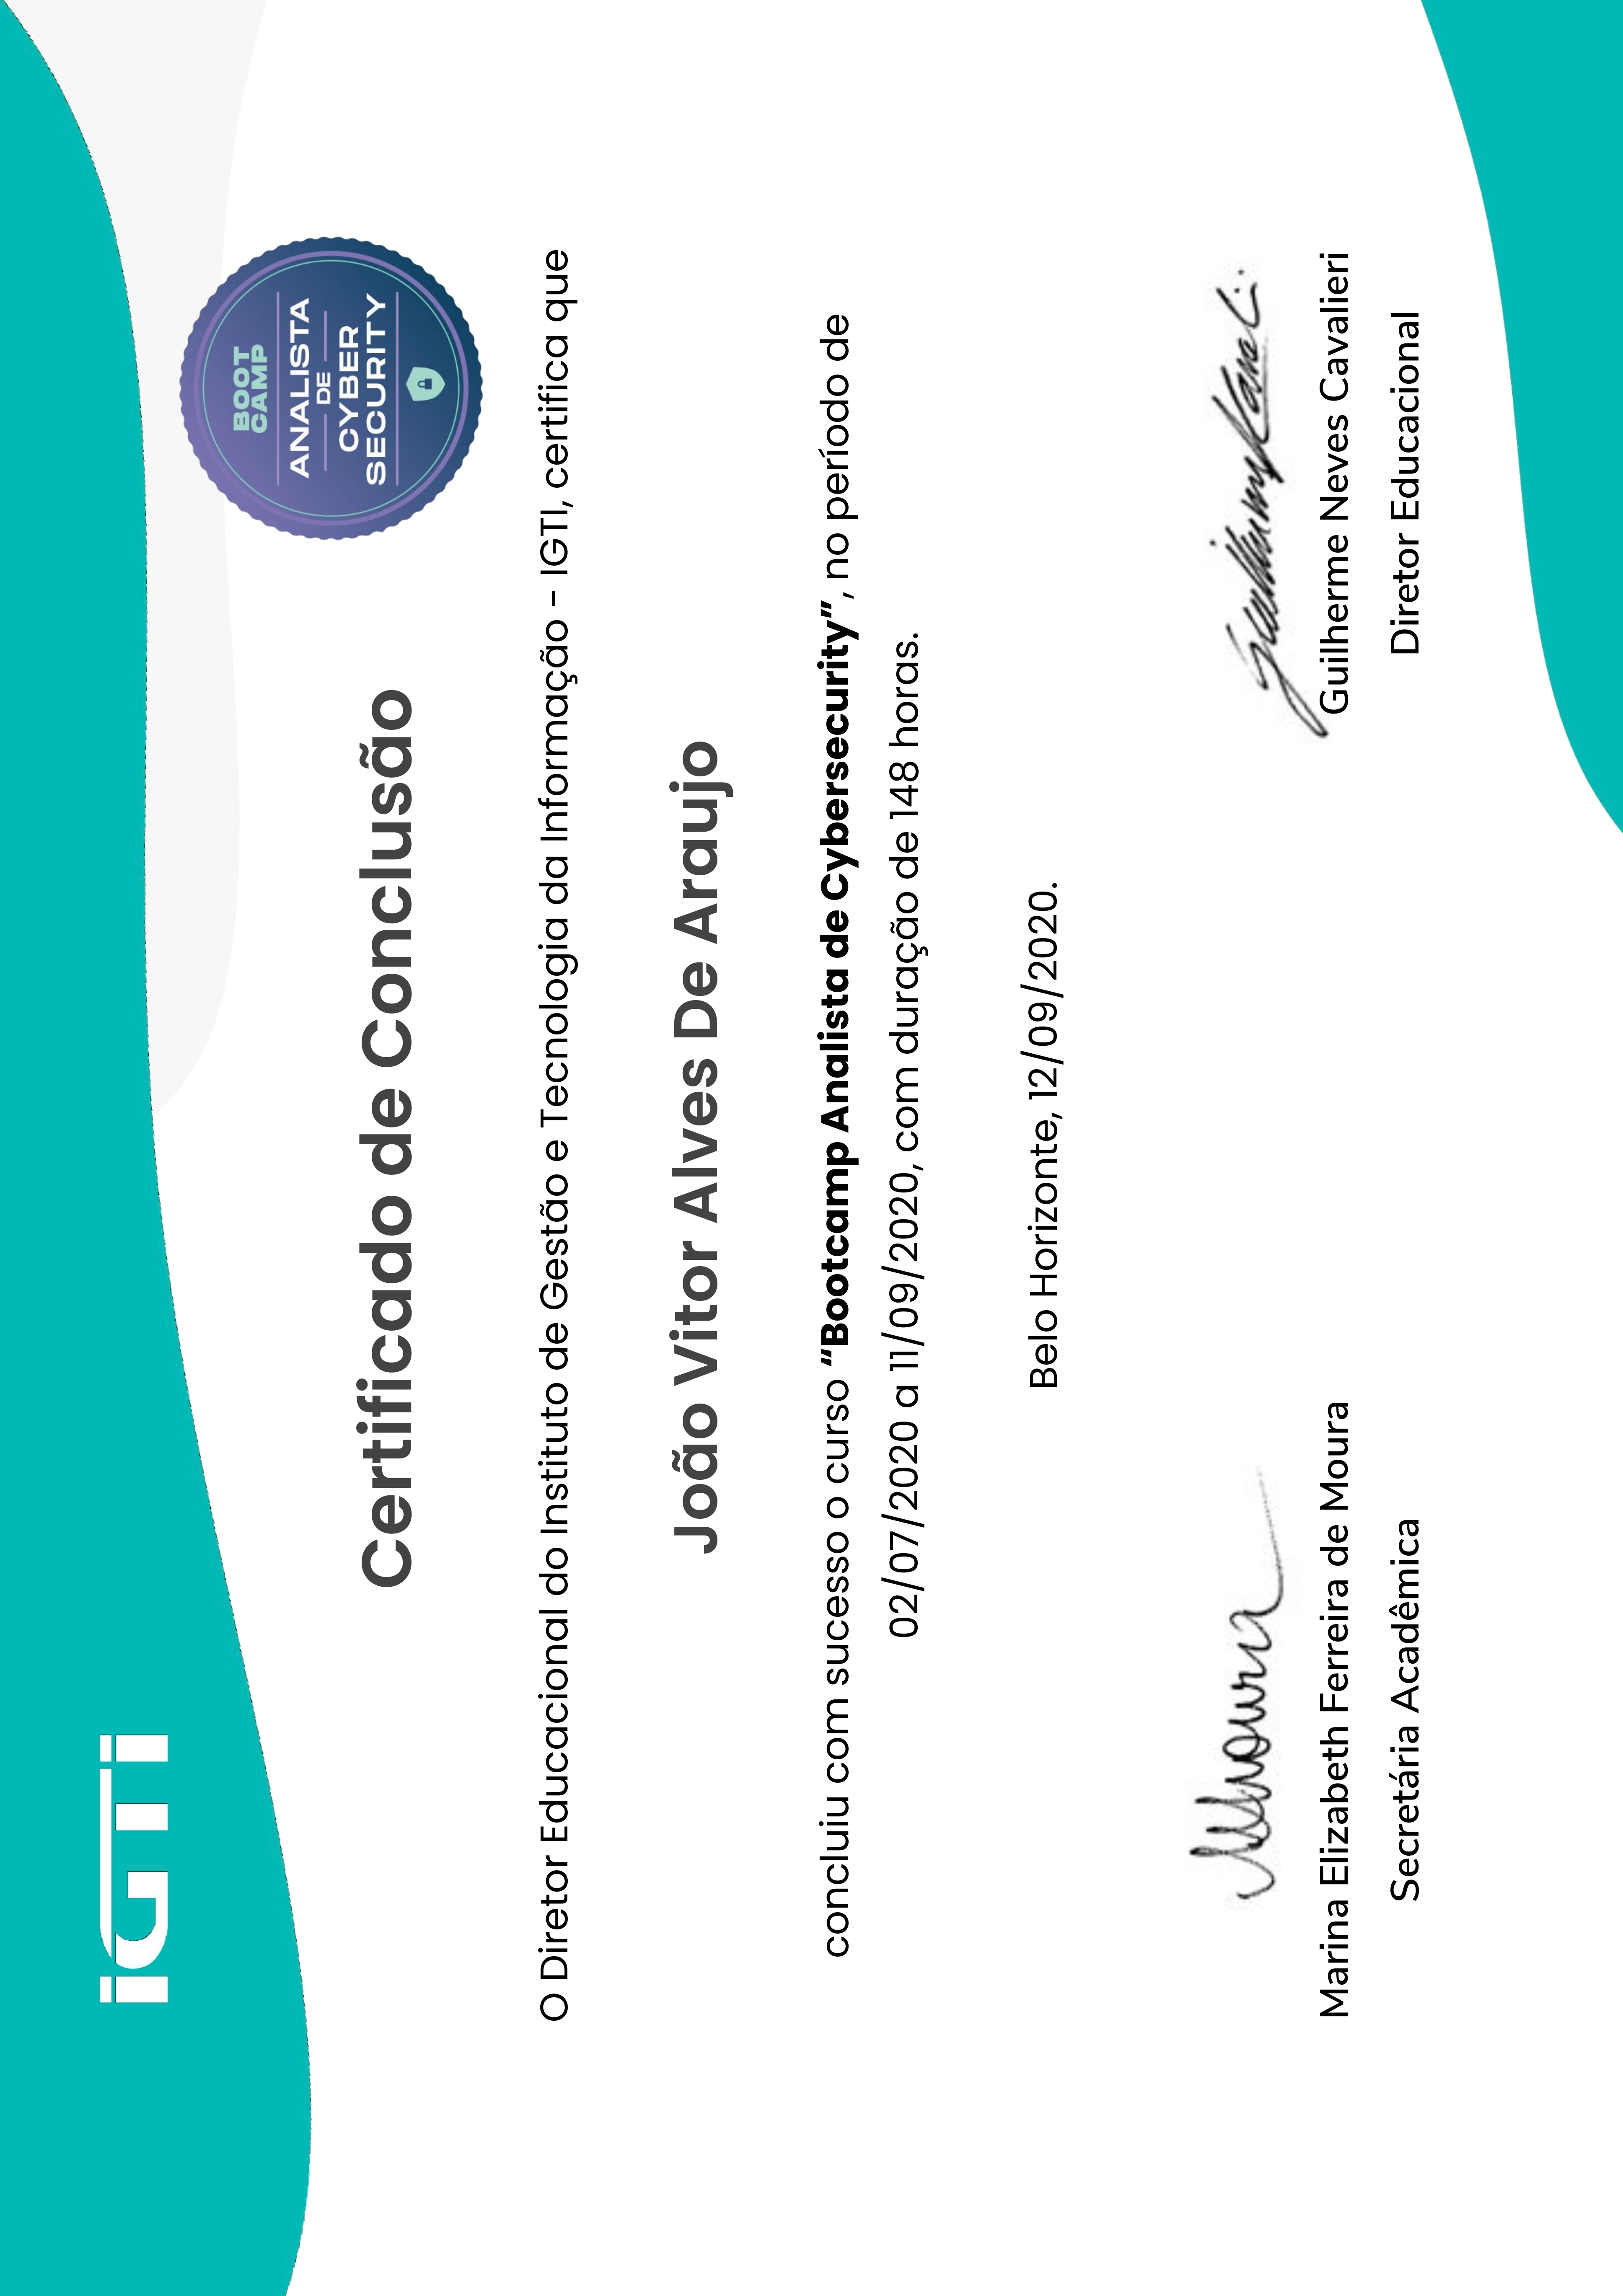 iGTi
BOOT
CAMP
ANALISTA
DE
CYBER
SECURITY
Certificado de Conclusão
O Diretor Educacional do Instituto de Gestão e Tecnologia da Informação - IGTI, certifica que
João Vitor Alves De Araujo
concluiu com sucesso o curso “Bootcamp Analista de Cybersecurity”, no período de
02/07/2020 a 11/09/2020, com duração de 148 horas.
Belo Horizonte, 12/09/2020.
Marina Elizabeth Ferreira de Moura
Secretária Acadêmica
Guilherme Neves Cavalieri
Diretor Educacional